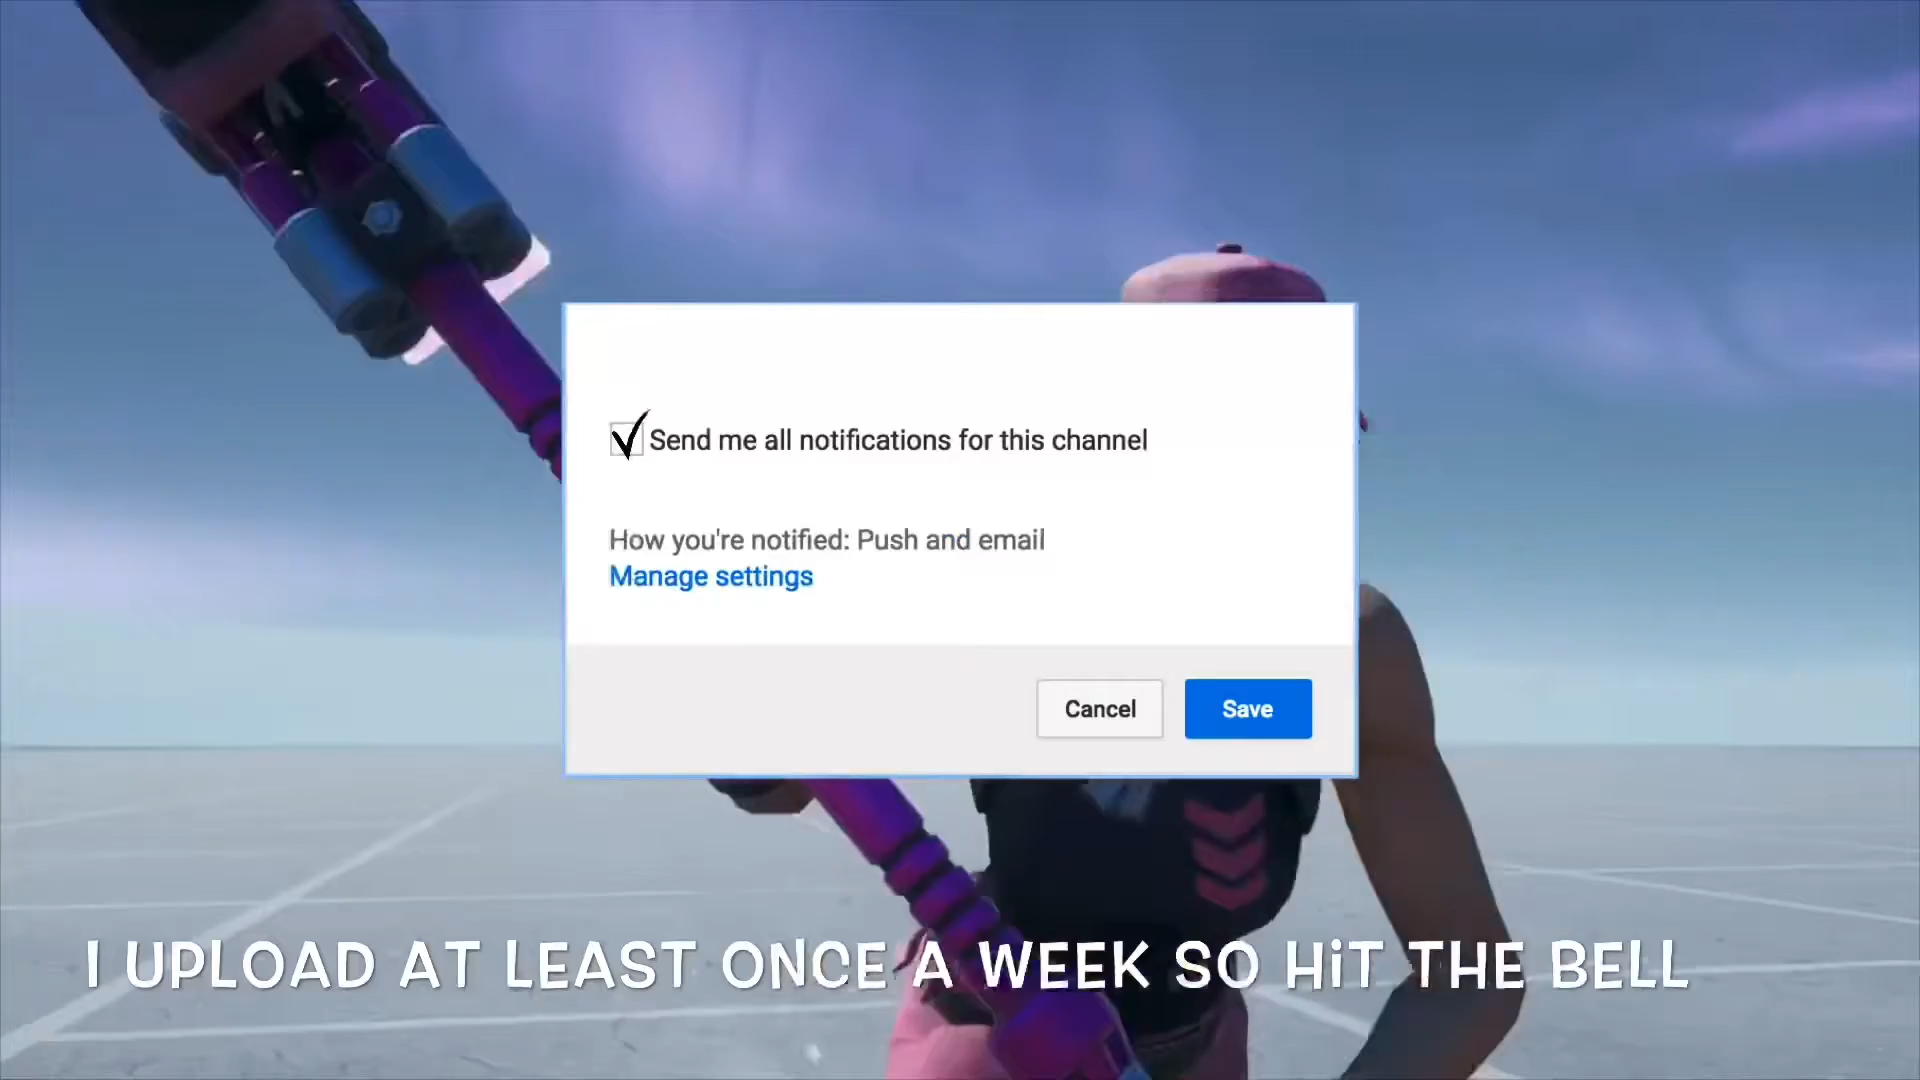 Send me all notifications for this channel
How you're notified: Push and email
Manage settings
Cancel Save
I UPLOAD AT LEAST ONCE A WEEK SO HIT THE BELL